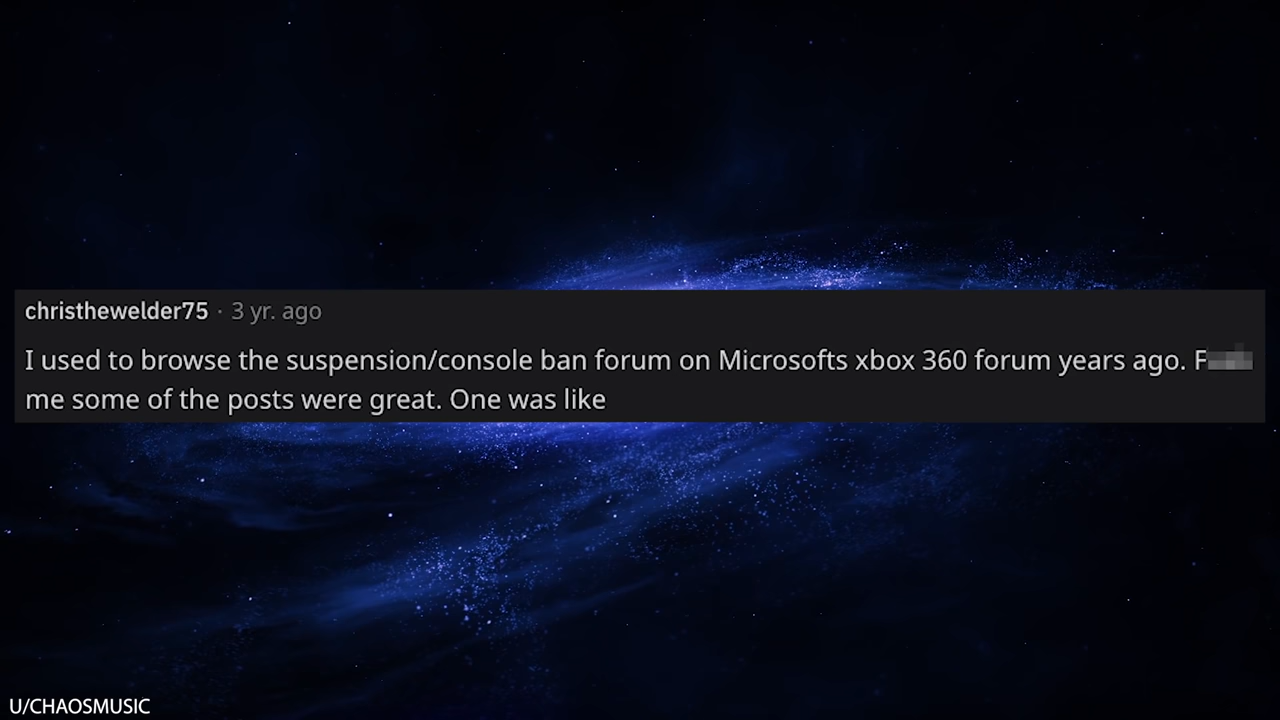 christhewelder75 · 3 yr. ago
I used to browse the suspension/console ban forum on Microsofts xbox 360 forum years ago. F
me some of the posts were great. One was like
U/CHAOSMUSIC